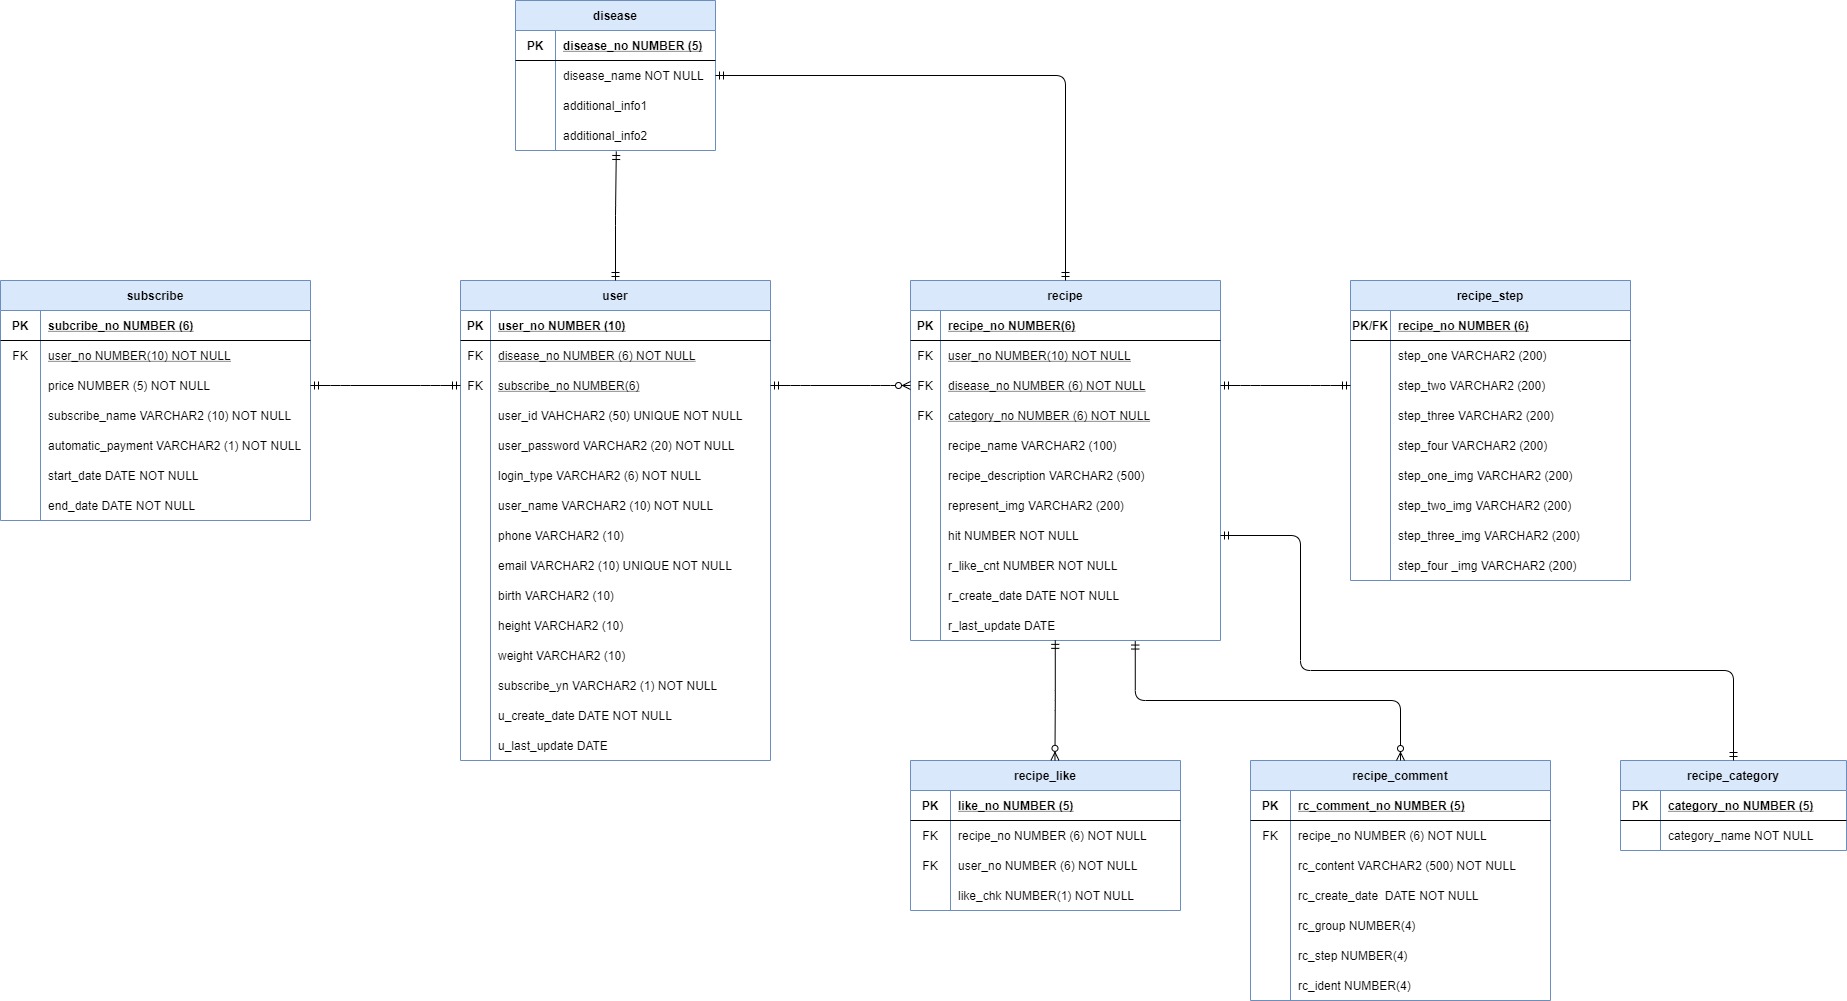 disease
PK disease_no NUMBER (5)
disease_name NOT NULL
additional_info1
additional_info2
subscribe
PK subcribe_no NUMBER (6)
FK user_no NUMBER(10) NOT NULL
price NUMBER (5) NOT NULL
subscribe_name VARCHAR2 (10) NOT NULL
automatic_payment VARCHAR2 (1) NOT NULL
start_date DATE NOT NULL
end_date DATE NOT NULL
user
PK user_no NUMBER (10)
FK disease_no NUMBER (6) NOT NULL
FK subscribe_no NUMBER(6)
user_id VAHCHAR2 (50) UNIQUE NOT NULL
user_password VARCHAR2 (20) NOT NULL
login_type VARCHAR2 (6) NOT NULL
user_name VARCHAR2 (10) NOT NULL
phone VARCHAR2 (10)
email VARCHAR2 (10) UNIQUE NOT NULL
birth VARCHAR2 (10)
height VARCHAR2 (10)
weight VARCHAR2 (10)
subscribe_yn VARCHAR2 (1) NOT NULL
u_create_date DATE NOT NULL
u_last_update DATE
recipe
PK recipe_no NUMBER(6)
FK user_no NUMBER(10) NOT NULL
FK disease_no NUMBER (6) NOT NULL
FK category_no NUMBER (6) NOT NULL
recipe_name VARCHAR2 (100)
recipe_description VARCHAR2 (500)
represent_img VARCHAR2 (200)
hit NUMBER NOT NULL
r_like_cnt NUMBER NOT NULL
r_create_date DATE NOT NULL
r_last_update DATE
recipe_step
PK/FK recipe_no NUMBER (6)
step_one VARCHAR2 (200)
step_two VARCHAR2 (200)
step_three VARCHAR2 (200)
step_four VARCHAR2 (200)
step_one_img VARCHAR2 (200)
step_two_img VARCHAR2 (200)
step_three_img VARCHAR2 (200)
step_four _img VARCHAR2 (200)
recipe_like
PK like_no NUMBER (5)
FK recipe_no NUMBER (6) NOT NULL
FK user_no NUMBER (6) NOT NULL
like_chk NUMBER(1) NOT NULL
recipe_comment
PK rc_comment_no NUMBER (5)
FK recipe_no NUMBER (6) NOT NULL
rc_content VARCHAR2 (500) NOT NULL
rc_create_date  DATE NOT NULL
rc_group NUMBER(4)
rc_step NUMBER(4)
rc_ident NUMBER(4)
recipe_category
PK category_no NUMBER (5)
category_name NOT NULL